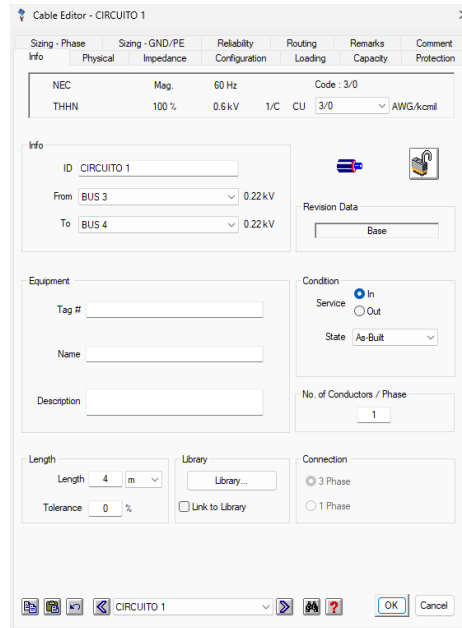 Cable Editor - CIRCUITO 1
Sizing - Phase Sizing - GND/PE Reliability Routing Remarks Comment
Info Physical Impedance Configuration Loading Capacity Protection
NEC Mag. 60 Hz Code : 3/0
THHN 100 % 0.6 kV 1/C CU 3/0 AWG/kcmil
Info
ID CIRCUITO 1
From BUS 3 0.22 kV
To BUS 4 0.22 kV
Revision Data
Base
Equipment
Tag #
Name
Description
Condition
Service In
Out
State As-Built
No. of Conductors / Phase
1
Length
Length 4 m
Tolerance 0 %
Library
Library...
Link to Library
Connection
3 Phase
1 Phase
CIRCUITO 1 ? OK Cancel